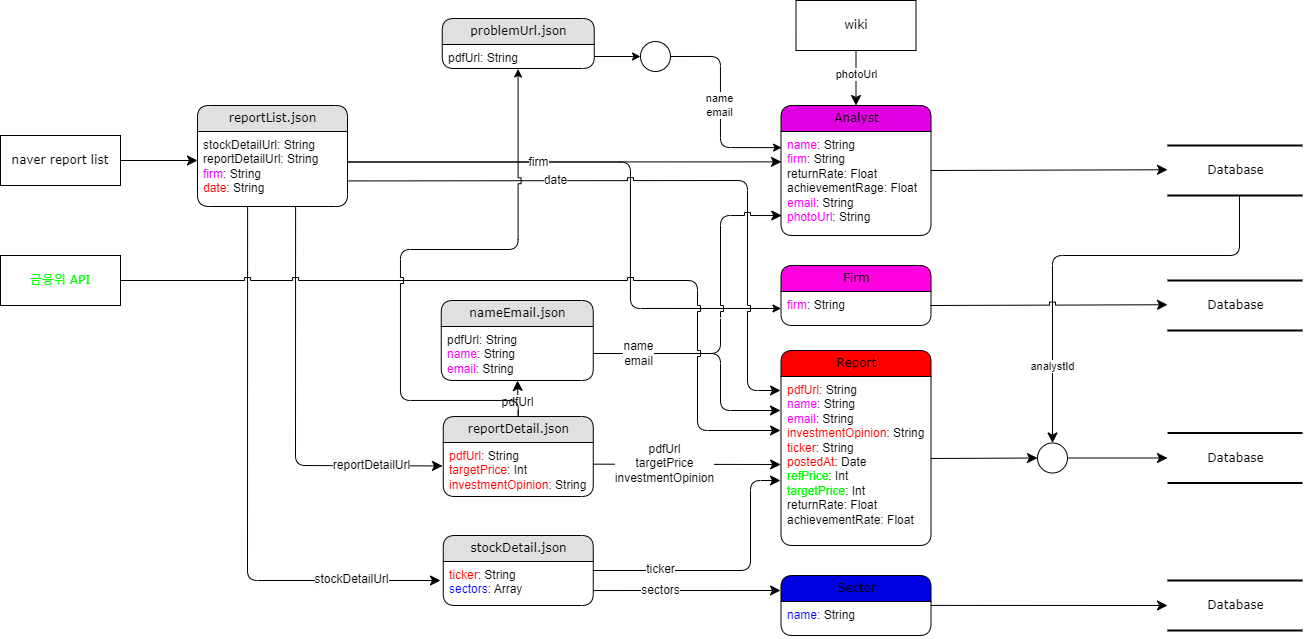 problemUrl.json
pdfUrl: String
wiki
photoUrl
name
email
reportList.json
stockDetailUrl: String
reportDetailUrl: String
firm: String
date: String
naver report list
firm
date
Analyst
name: String
firm: String
returnRate: Float
achievementRage: Float
email: String
photoUrl: String
Database
금융위 API
Firm
firm: String
Database
nameEmail.json
pdfUrl: String
name: String
email: String
name
email
pdfUrl
Report
pdfUrl: String
name: String
email: String
investmentOpinion: String
ticker: String
postedAt: Date
refPrice: Int
targetPrice: Int
returnRate: Float
achievementRate: Float
analystId
Database
reportDetail.json
pdfUrl: String
targetPrice: Int
investmentOpinion: String
reportDetailUrl
pdfUrl
targetPrice
investmentOpinion
stockDetail.json
ticker: String
sectors: Array
stockDetailUrl
ticker
sectors
Sector
name: String
Database